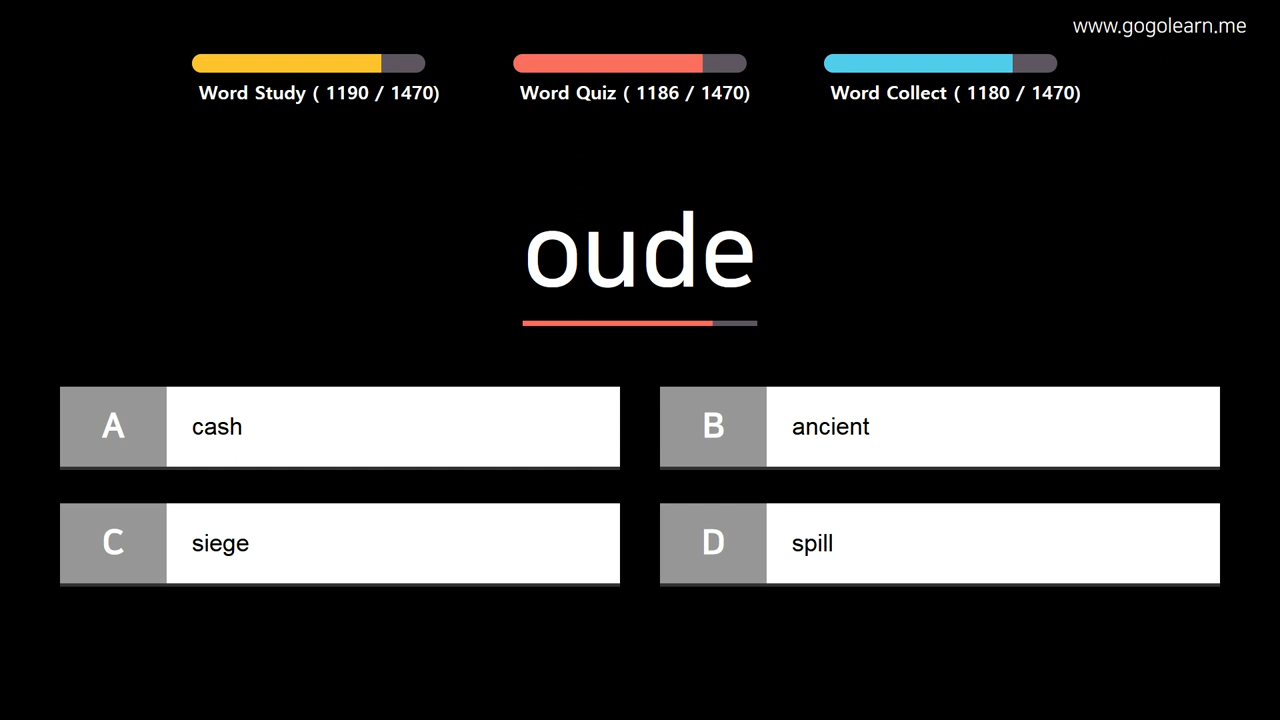 www.gogolearn.me
Word Study ( 1190 / 1470)
Word Quiz ( 1186 / 1470)
Word Collect ( 1180 / 1470)
oude
A cash
B ancient
C siege
D spill